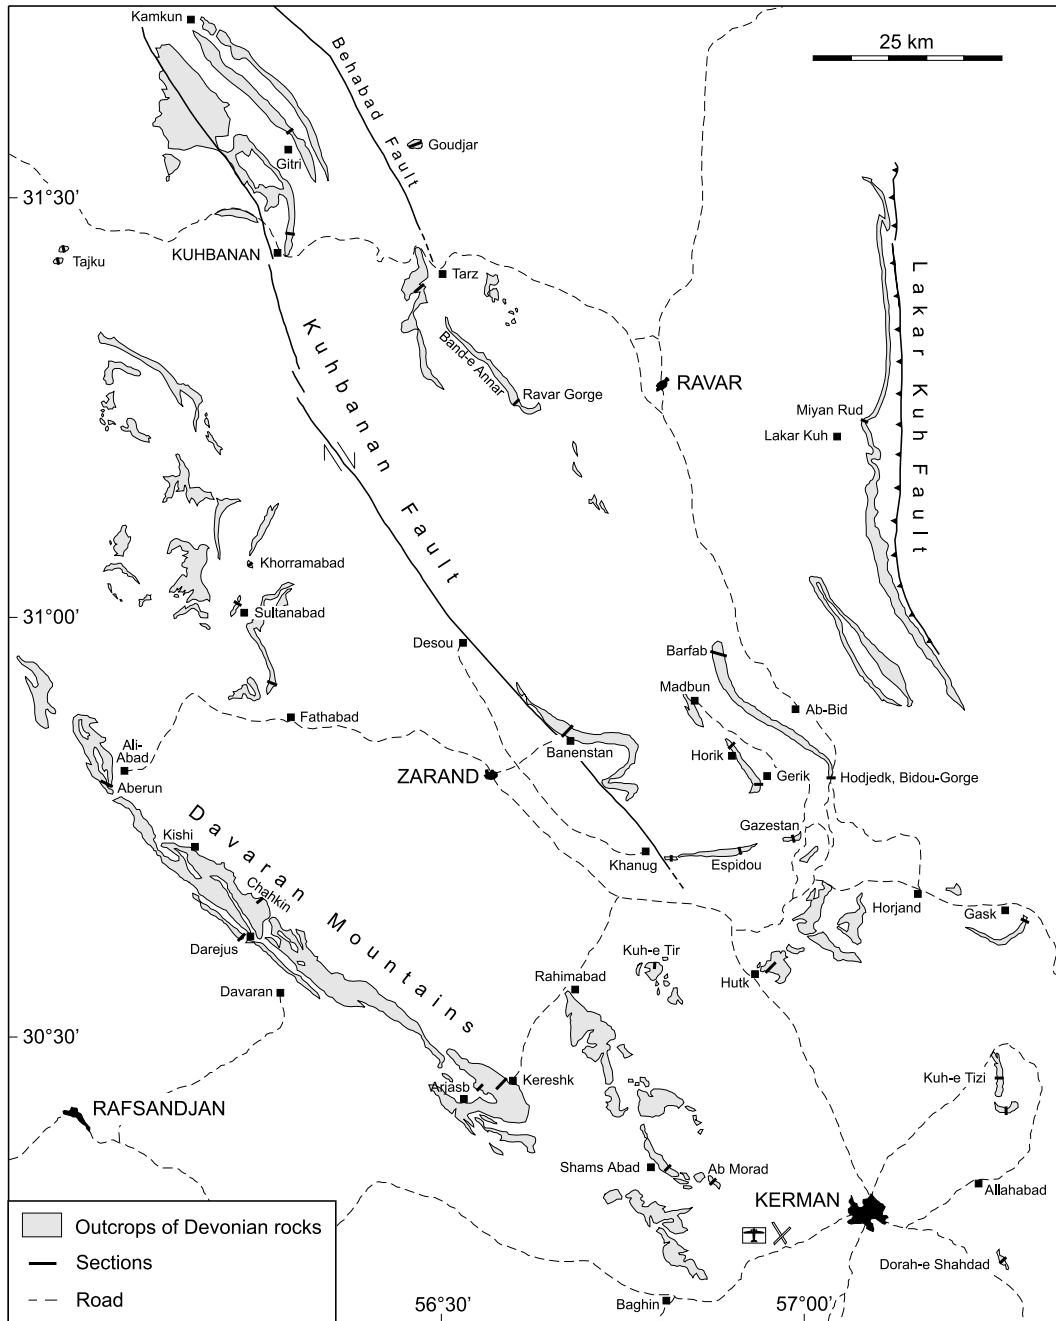 Kamkun
Behabad Fault
25 km
Goudjar
Gitri
31°30'
KUHBANAN
Tajku
Tarz
Lakar Kuh Fault
Kuhbanan Fault
Band-e Annar
Ravar Gorge
RAVAR
Miyan Rud
Lakar Kuh
Khorramabad
Sultanabad
31°00'
Desou
Barfab
Madbun
Ab-Bid
Fathabad
Ali-
Abad
Aberun
Banenstan
ZARAND
Horik
Gerik
Hodjedk, Bidou-Gorge
Davaran Mountains
Kishi
Gazestan
Khanug
Espidou
Chahkin
Horjand
Gask
Darejus
Kuh-e Tir
Rahimabad
Hutk
Davaran
30°30'
Kereshk
Arjasb
Kuh-e Tizi
RAFSANDJAN
Shams Abad
Ab Morad
KERMAN
Allahabad
Outcrops of Devonian rocks
Sections
Road
Dorah-e Shahdad
Baghin
56°30'
57°00'